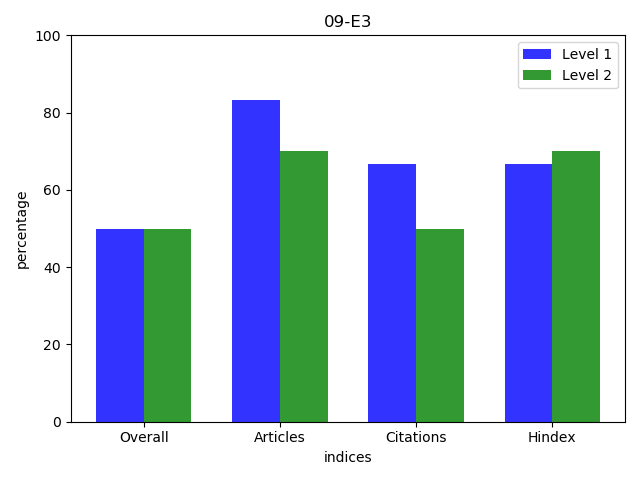 09-E3
Level 1
Level 2
percentage
100
80
60
40
20
0
Overall Articles Citations Hindex
indices